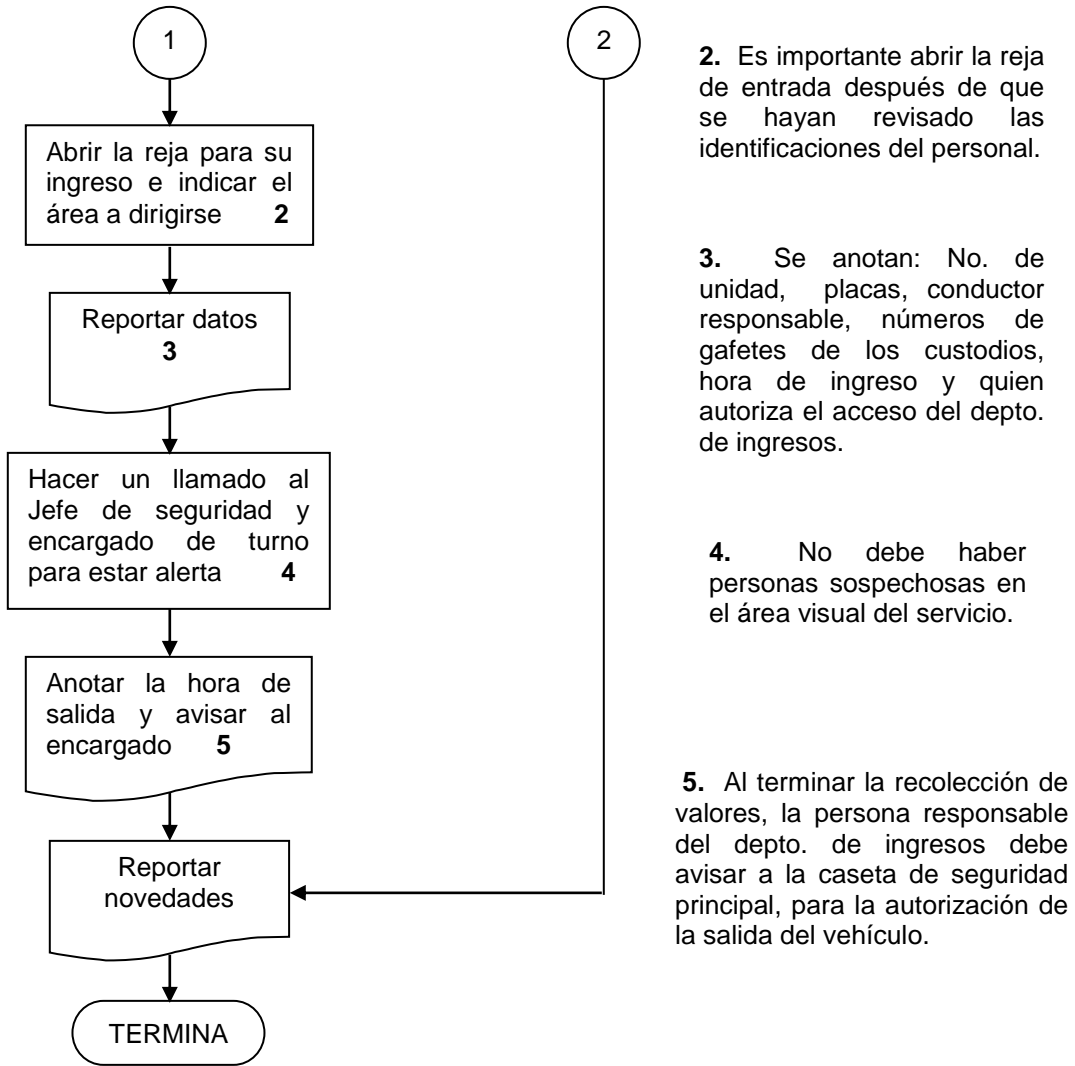 1
2
Abrir la reja para su
ingreso e indicar el
área a dirigirse 2
Reportar datos
3
Hacer un llamado al
Jefe de seguridad y
encargado de turno
para estar alerta 4
Anotar la hora de
salida y avisar al
encargado 5
Reportar
novedades
TERMINA
2. Es importante abrir la reja
de entrada después de que
se hayan revisado las
identificaciones del personal.
3. Se anotan: No. de
unidad, placas, conductor
responsable, números de
gafetes de los custodios,
hora de ingreso y quien
autoriza el acceso del depto.
de ingresos.
4. No debe haber
personas sospechosas en
el área visual del servicio.
5. Al terminar la recolección de
valores, la persona responsable
del depto. de ingresos debe
avisar a la caseta de seguridad
principal, para la autorización de
la salida del vehículo.